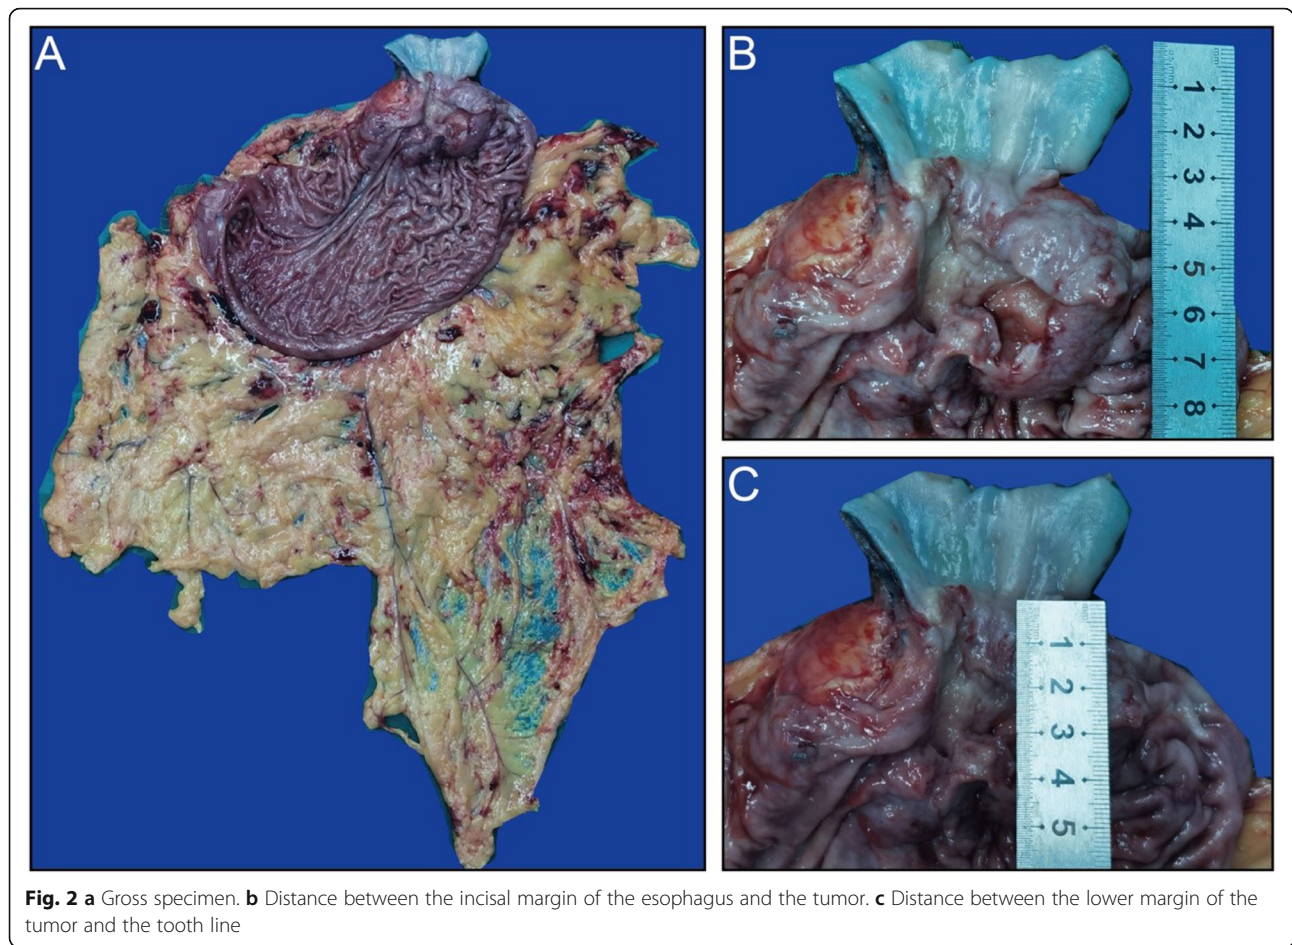 A
B
mm
1
2
3
4
5
6
7
8
C
1
2
3
4
5
Fig. 2 a Gross specimen. b Distance between the incisal margin of the esophagus and the tumor. c Distance between the lower margin of the
tumor and the tooth line